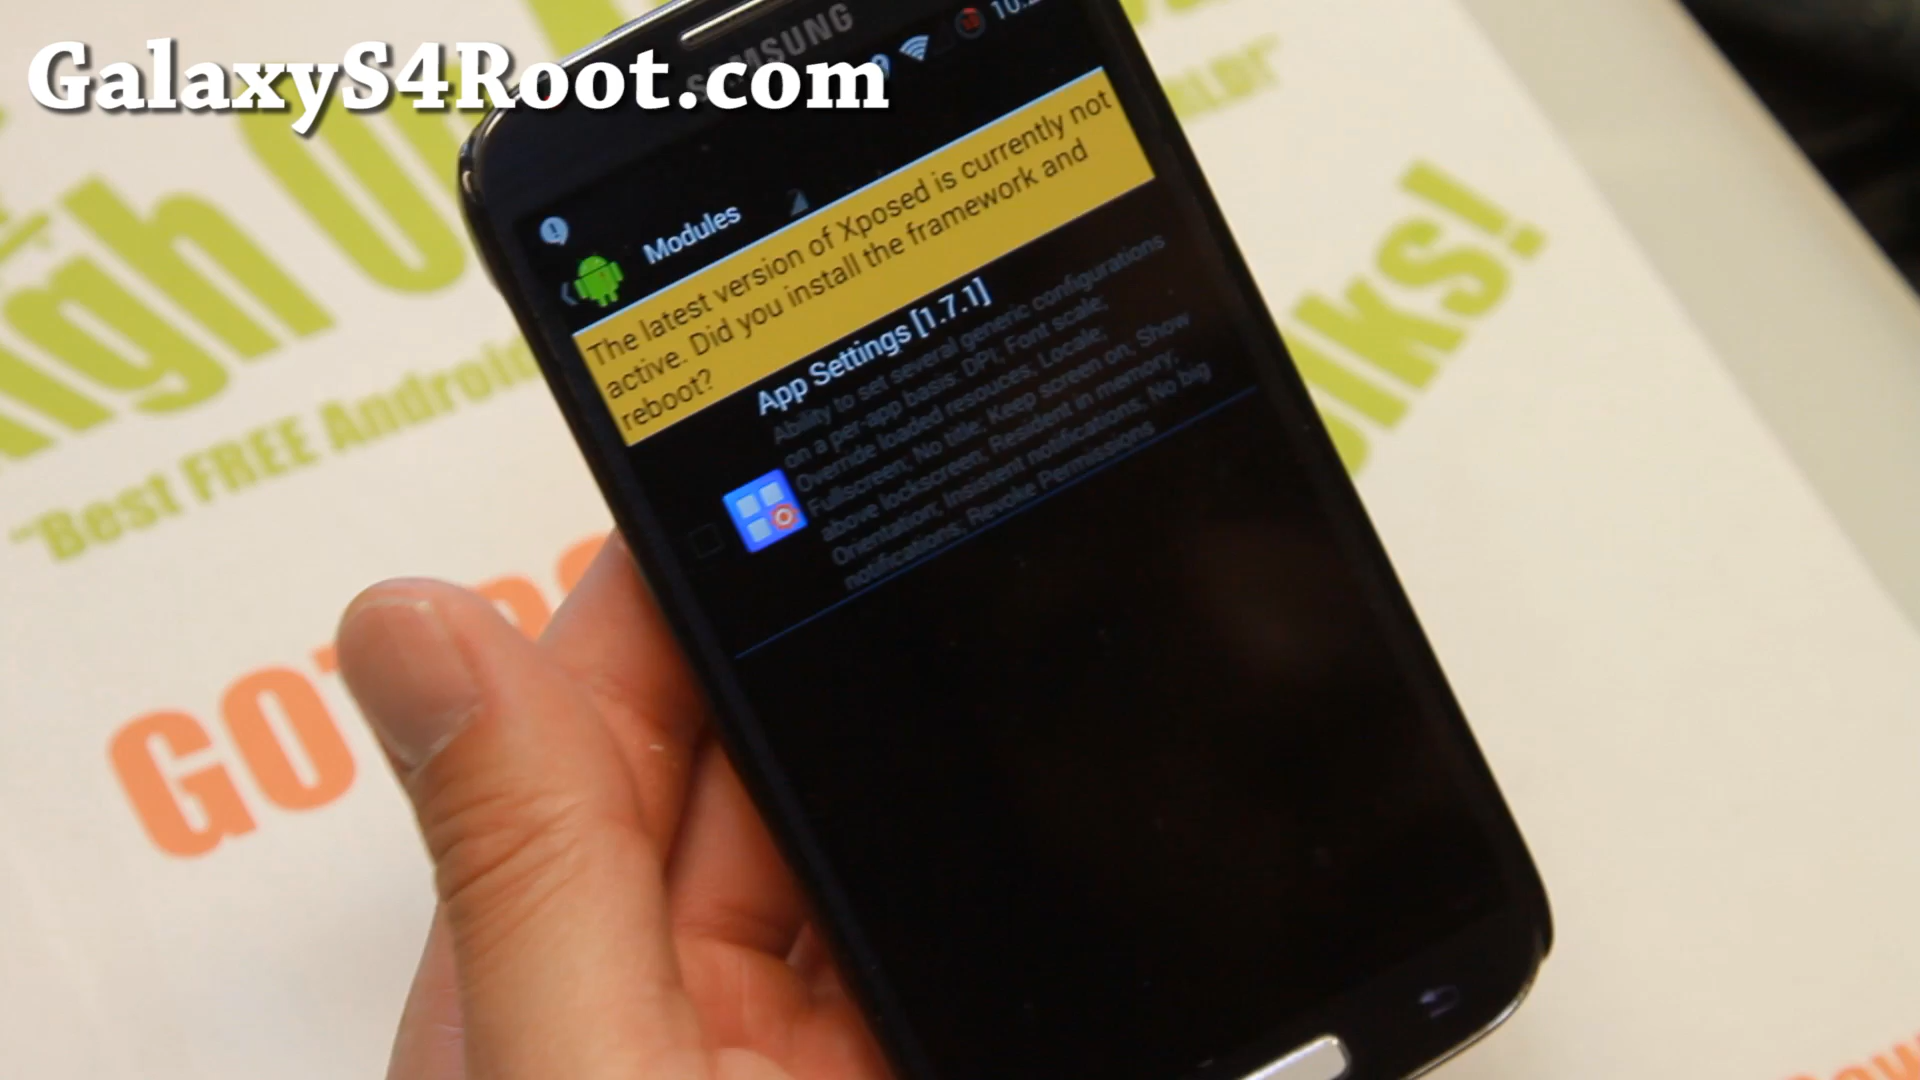 GalaxyS4Root.com
SAMSUNG
10:
Modules
The latest version of Xposed is currently not
active. Did you install the framework and
reboot?
App Settings [1.7.1]
Ability to set several generic configurations
on a per-app basis: DPI, Font scale;
Override loaded resouces; Locale;
Fullscreen; No title; Keep screen on, Show
above lockscreen; Resident in memory;
Orientation; Insistent notifications; No big
notifications; Revoke Permissions
igh O
"Best FREE Android
GOT